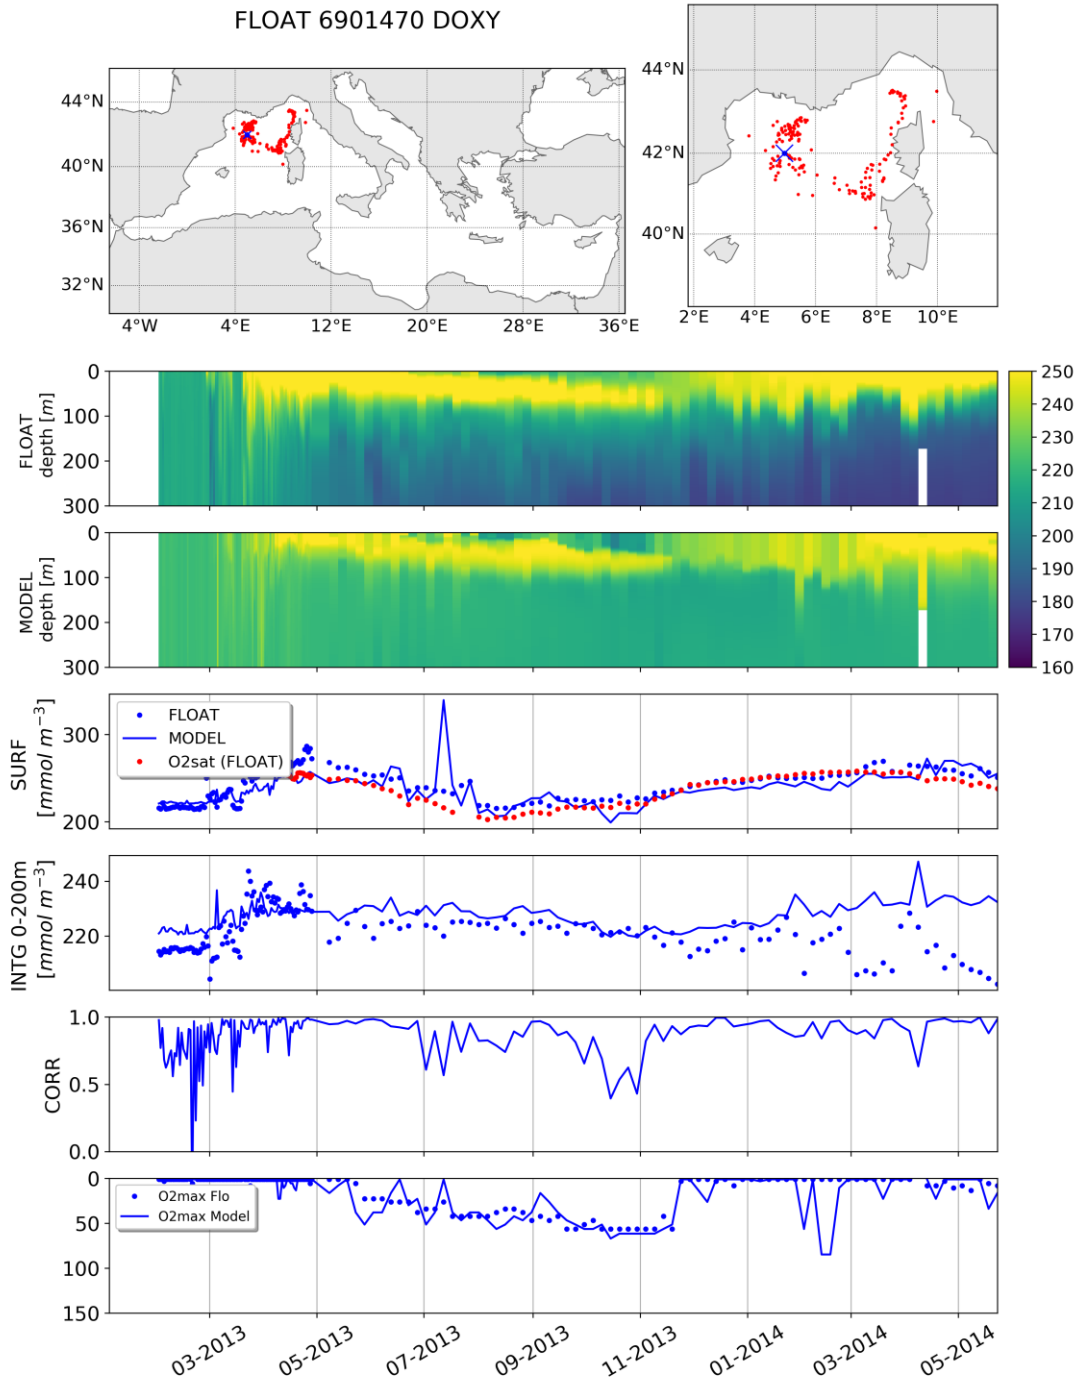 FLOAT 6901470 DOXY
44°N
40°N
36°N
32°N
4°W
4°E
12°E
20°E
28°E
36°E
44°N
42°N
40°N
2°E
4°E
6°E
8°E
10°E
FLOAT
depth [m]
0
100
200
300
MODEL
depth [m]
0
100
200
300
250
240
230
220
210
200
190
180
170
160
SURF
[mmol m⁻³]
300
200
FLOAT
MODEL
O2sat (FLOAT)
INTG 0-200m
[mmol m⁻³]
240
220
CORR
1.0
0.5
0.0
0
50
100
150
O2max Flo
O2max Model
03-2013
05-2013
07-2013
09-2013
11-2013
01-2014
03-2014
05-2014